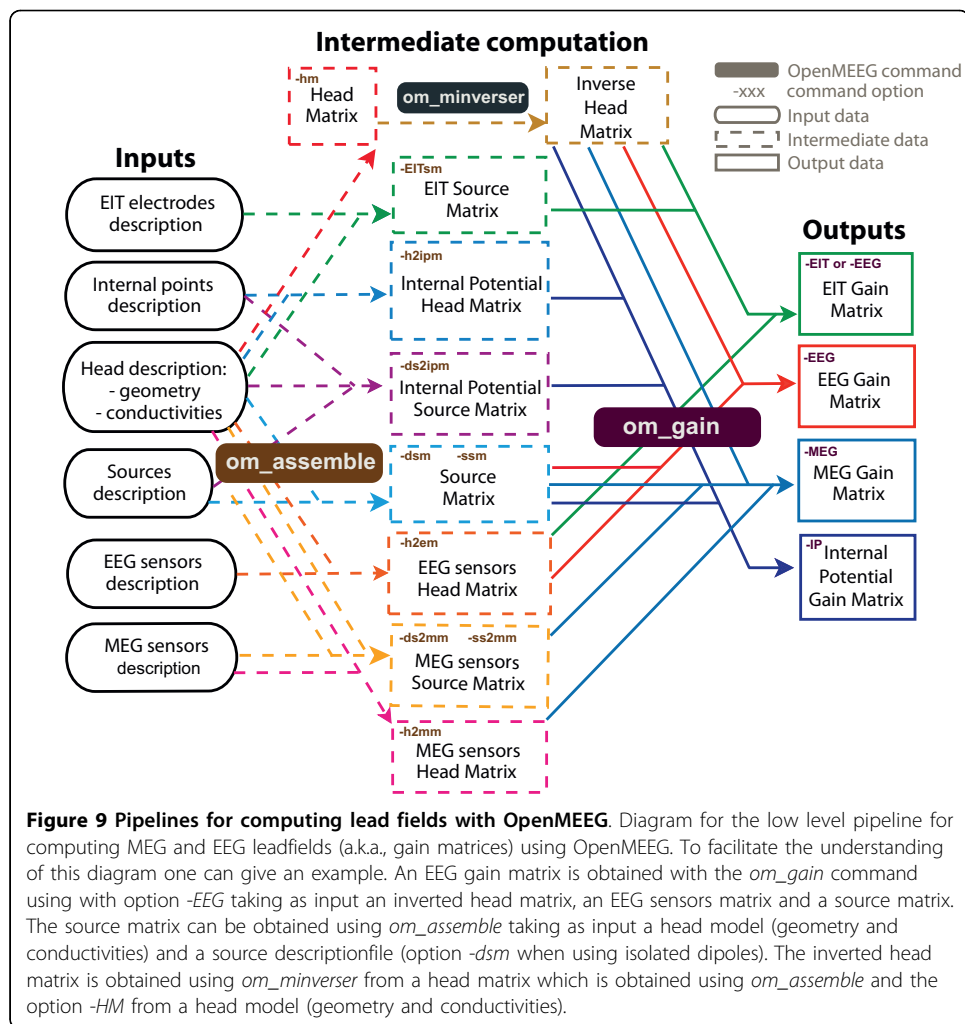 Intermediate computation
-hm
Head
Matrix
om_minverser
Inverse
Head
Matrix
OpenMEEG command
-xxx command option
Input data
Intermediate data
Output data
Inputs
EIT electrodes
description
Internal points
description
Head description:
- geometry
- conductivities
Sources
description
EEG sensors
description
MEG sensors
description
om_assemble
-EITsm
EIT Source
Matrix
-h2ipm
Internal Potential
Head Matrix
-ds2ipm
Internal Potential
Source Matrix
-dsm -ssm
Source
Matrix
-h2em
EEG sensors
Head Matrix
-ds2mm -ss2mm
MEG sensors
Source Matrix
-h2mm
MEG sensors
Head Matrix
om_gain
Outputs
-EIT or -EEG
EIT Gain
Matrix
-EEG
EEG Gain
Matrix
-MEG
MEG Gain
Matrix
-IP Internal
Potential
Gain Matrix
Figure 9 Pipelines for computing lead fields with OpenMEEG. Diagram for the low level pipeline for
computing MEG and EEG leadfields (a.k.a., gain matrices) using OpenMEEG. To facilitate the understanding
of this diagram one can give an example. An EEG gain matrix is obtained with the om_gain command
using with option -EEG taking as input an inverted head matrix, an EEG sensors matrix and a source matrix.
The source matrix can be obtained using om_assemble taking as input a head model (geometry and
conductivities) and a source descriptionfile (option -dsm when using isolated dipoles). The inverted head
matrix is obtained using om_minverser from a head matrix which is obtained using om_assemble and the
option -HM from a head model (geometry and conductivities).